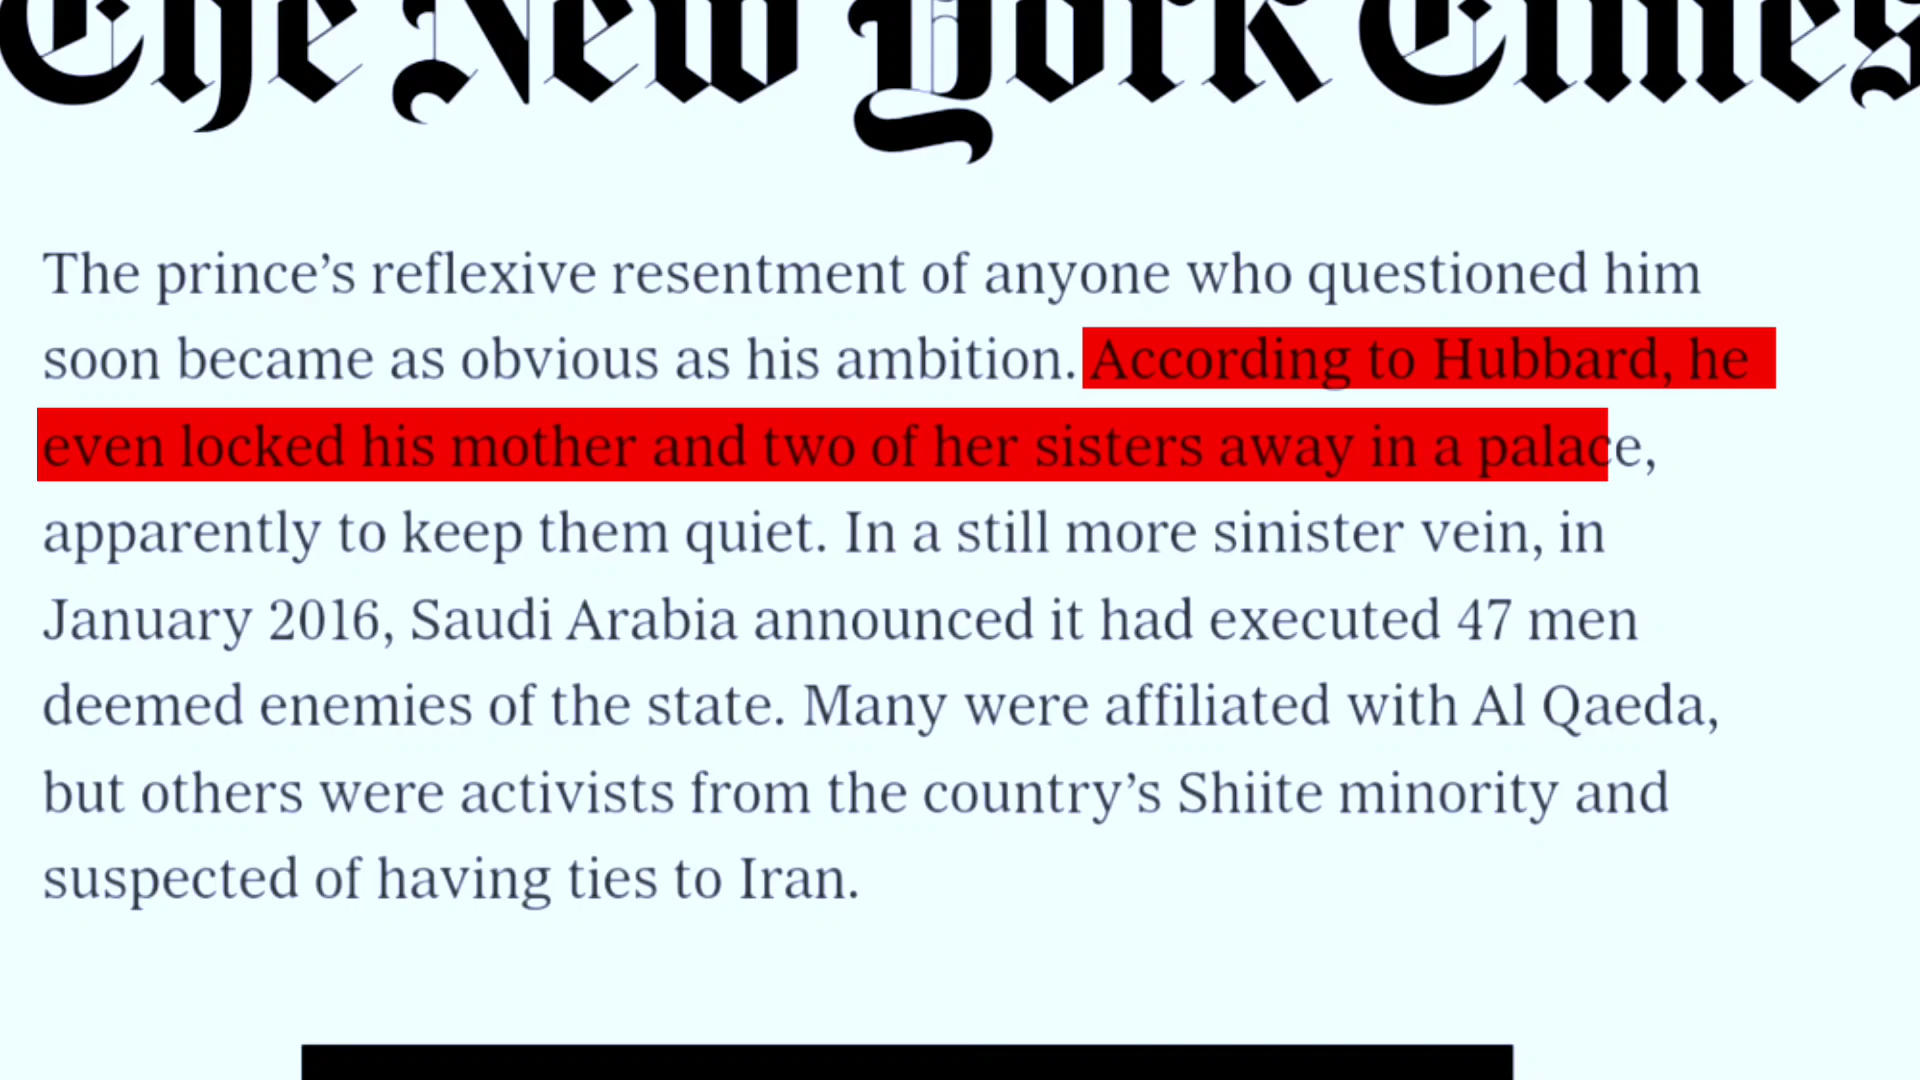 The New York Times
The prince’s reflexive resentment of anyone who questioned him
soon became as obvious as his ambition. According to Hubbard, he
even locked his mother and two of her sisters away in a palace,
apparently to keep them quiet. In a still more sinister vein, in
January 2016, Saudi Arabia announced it had executed 47 men
deemed enemies of the state. Many were affiliated with Al Qaeda,
but others were activists from the country’s Shiite minority and
suspected of having ties to Iran.